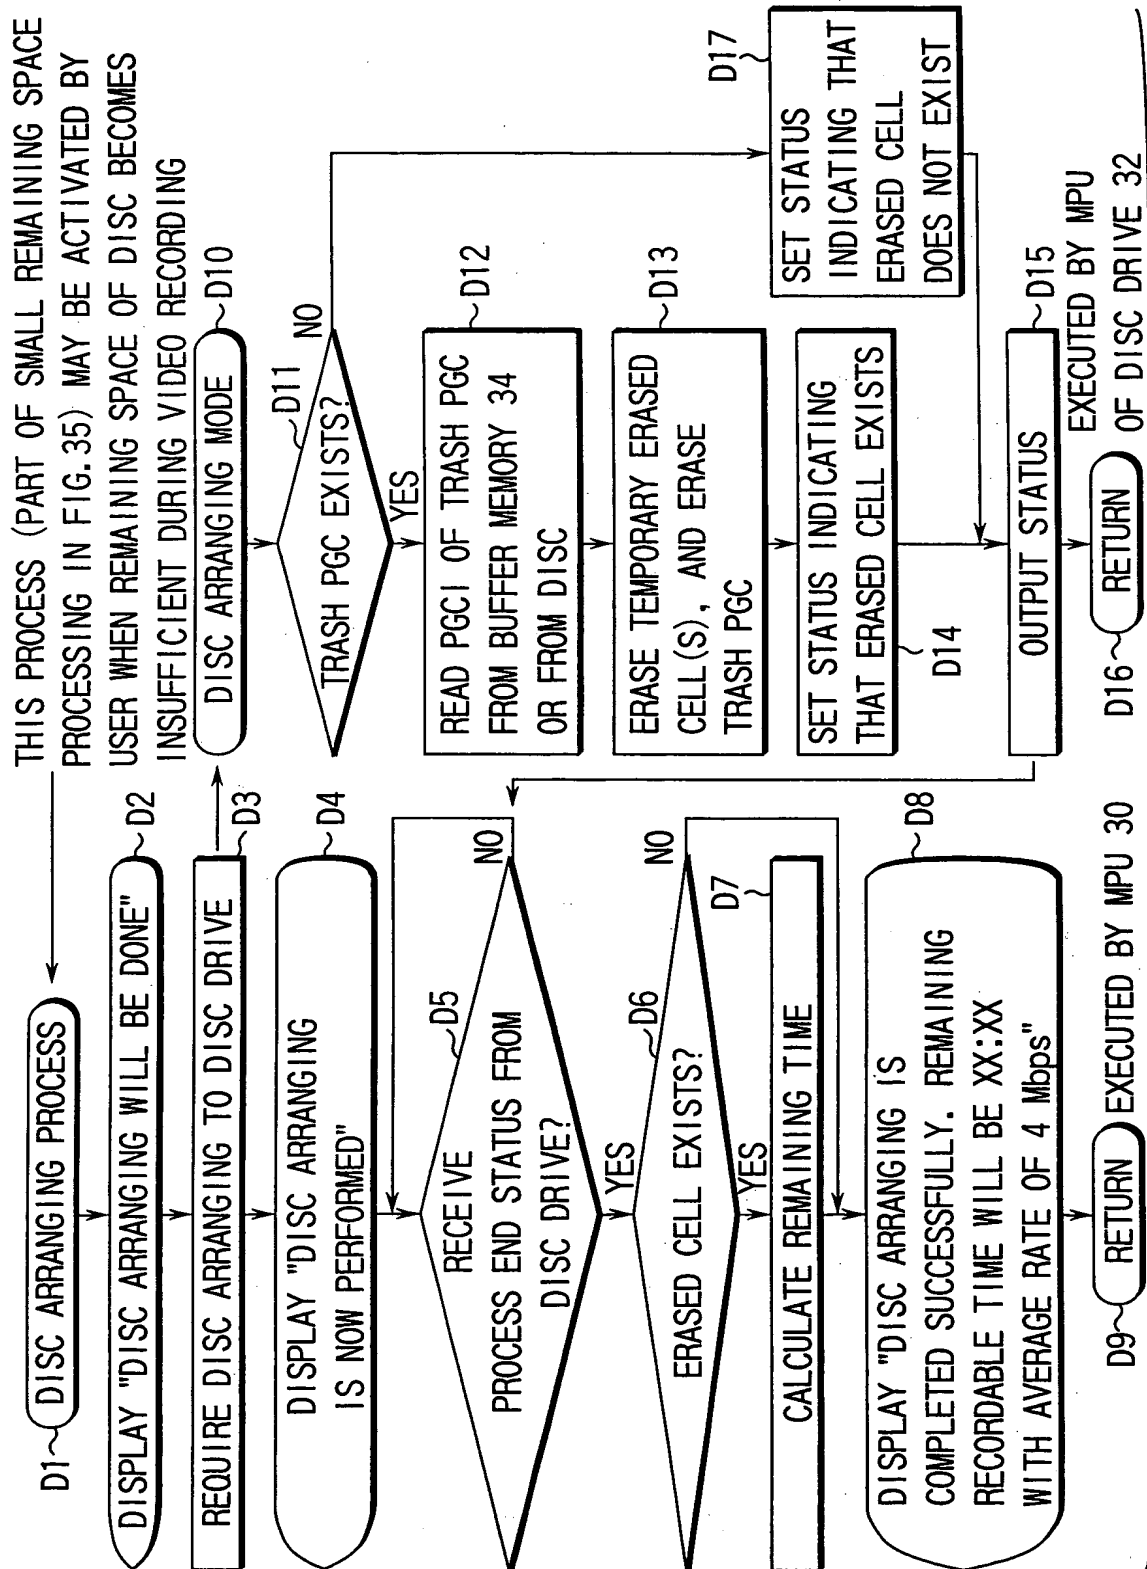 THIS PROCESS (PART OF SMALL REMAINING SPACE
PROCESSING IN FIG.35) MAY BE ACTIVATED BY
USER WHEN REMAINING SPACE OF DISC BECOMES
INSUFFICIENT DURING VIDEO RECORDING
D1
DISC ARRANGING PROCESS
D2
DISPLAY "DISC ARRANGING WILL BE DONE"
D3
REQUIRE DISC ARRANGING TO DISC DRIVE
D4
DISPLAY "DISC ARRANGING
IS NOW PERFORMED"
D5
RECEIVE
PROCESS END STATUS FROM
DISC DRIVE?
NO
YES
D6
ERASED CELL EXISTS?
NO
YES
D7
CALCULATE REMAINING TIME
D8
DISPLAY "DISC ARRANGING IS
COMPLETED SUCCESSFULLY. REMAINING
RECORDABLE TIME WILL BE XX:XX
WITH AVERAGE RATE OF 4 Mbps"
D9
RETURN
EXECUTED BY MPU 30
D10
DISC ARRANGING MODE
D11
TRASH PGC EXISTS?
NO
YES
D12
READ PGCI OF TRASH PGC
FROM BUFFER MEMORY 34
OR FROM DISC
D13
ERASE TEMPORARY ERASED
CELL(S), AND ERASE
TRASH PGC
SET STATUS INDICATING
THAT ERASED CELL EXISTS
D14
D17
SET STATUS
INDICATING THAT
ERASED CELL
DOES NOT EXIST
D15
OUTPUT STATUS
D16
RETURN
EXECUTED BY MPU
OF DISC DRIVE 32